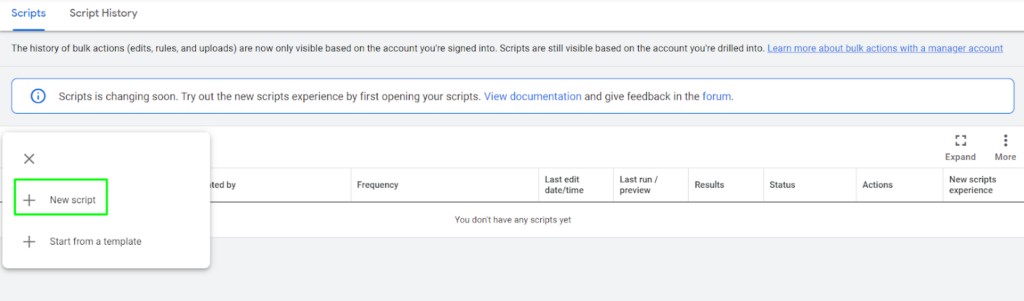 Scripts Script History
The history of bulk actions (edits, rules, and uploads) are now only visible based on the account you're signed into. Scripts are still visible based on the account you're drilled into. Learn more about bulk actions with a manager account
Scripts is changing soon. Try out the new scripts experience by first opening your scripts. View documentation and give feedback in the forum.
Expand More
New script
Start from a template
Frequency
Last edit date/time
Last run / preview
Results
Status
Actions
New scripts experience
You don't have any scripts yet